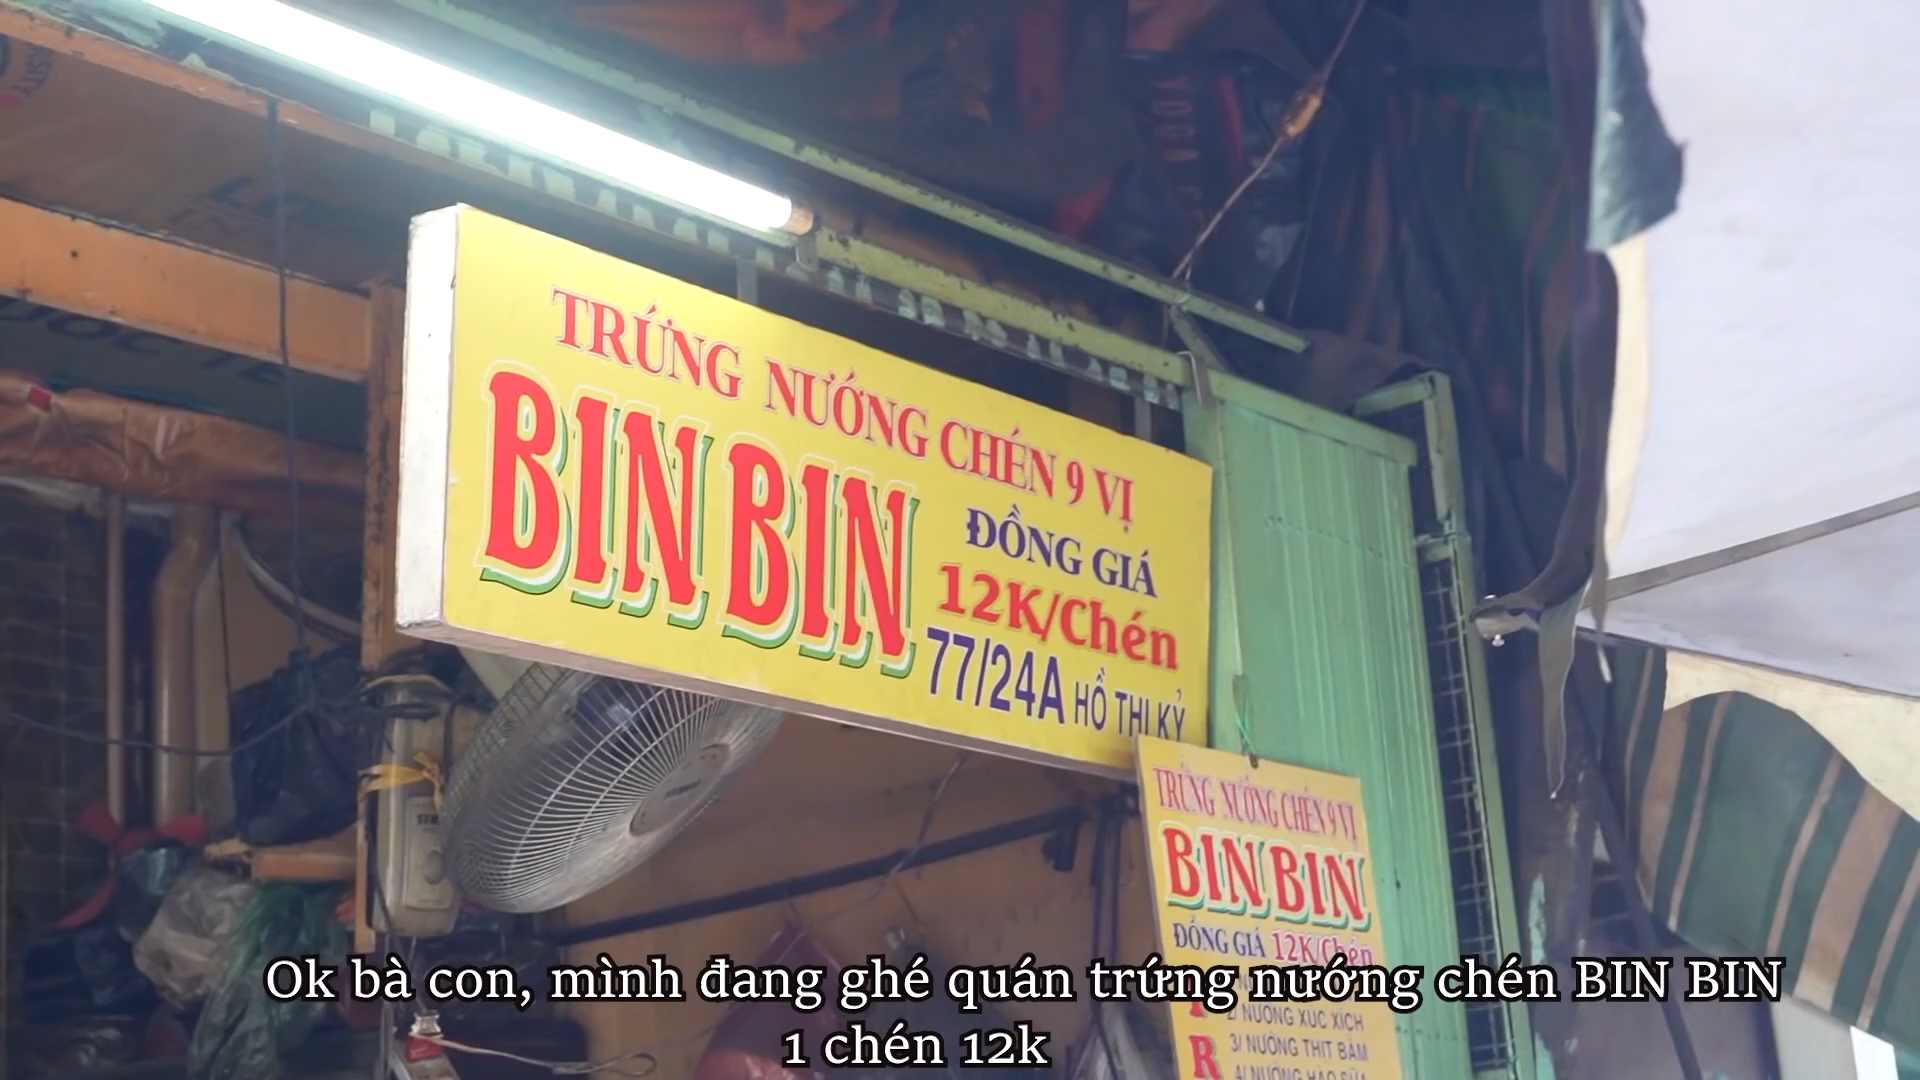 TRỨNG NƯỚNG CHÉN 9 VỊ
BIN BIN
ĐỒNG GIÁ
12K/Chén
77/24A HỒ THỊ KỶ
TRỨNG NƯỚNG CHÉN 9 VỊ
BIN BIN
ĐỒNG GIÁ 12K/Chén
2/ NƯỚNG XÚC XÍCH
3/ NƯỚNG THỊT BẰM
R
Ok bà con, mình đang ghé quán trứng nướng chén BIN BIN
1 chén 12k